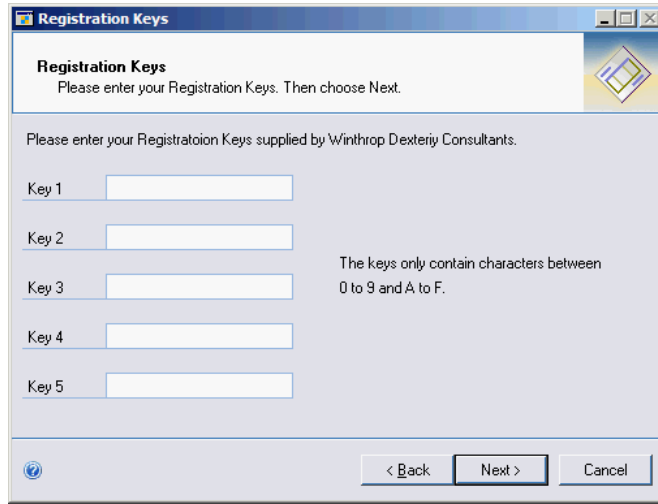 Registration Keys
Registration Keys
Please enter your Registration Keys. Then choose Next.
Please enter your Registratoion Keys supplied by Winthrop Dexteriy Consultants.
Key 1
Key 2
The keys only contain characters between
0 to 9 and A to F.
Key 3
Key 4
Key 5
< Back
Next >
Cancel